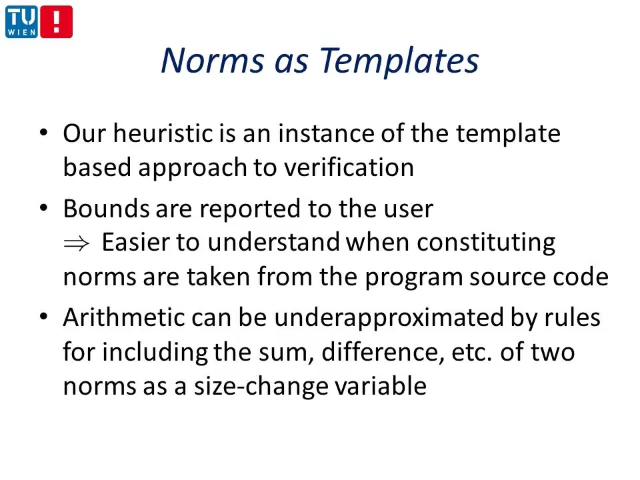 TU
WIEN
!
Norms as Templates
• Our heuristic is an instance of the template
based approach to verification
• Bounds are reported to the user
⇒ Easier to understand when constituting
norms are taken from the program source code
• Arithmetic can be underapproximated by rules
for including the sum, difference, etc. of two
norms as a size-change variable